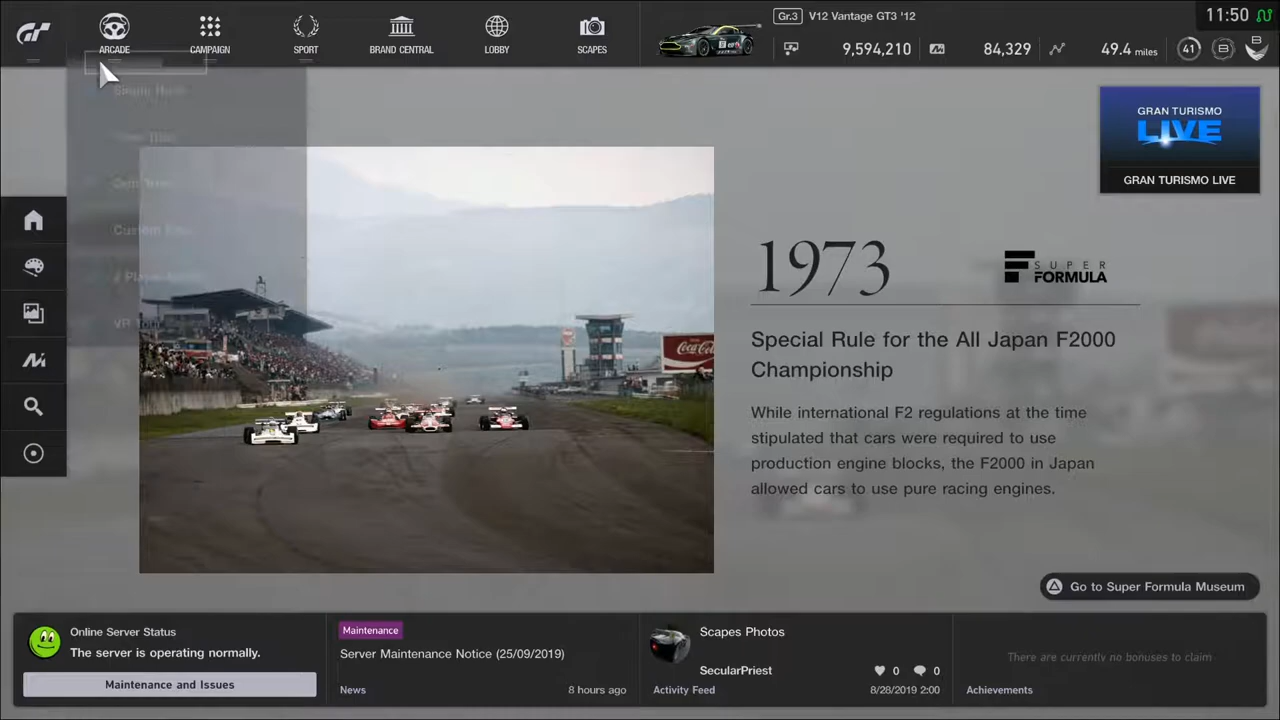 GT
ARCADE
CAMPAIGN
SPORT
BRAND CENTRAL
LOBBY
SCAPES
Gr.3 V12 Vantage GT3 '12
11:50
9,594,210
84,329
49.4 miles
41
B
B
VR Tour
GRAN TURISMO
LIVE
GRAN TURISMO LIVE
1973
SUPER
FORMULA
Special Rule for the All Japan F2000
Championship
While international F2 regulations at the time
stipulated that cars were required to use
production engine blocks, the F2000 in Japan
allowed cars to use pure racing engines.
Coca-Cola
Go to Super Formula Museum
Online Server Status
The server is operating normally.
Maintenance and Issues
Maintenance
Server Maintenance Notice (25/09/2019)
News
8 hours ago
Scapes Photos
SecularPriest
0
0
Activity Feed
8/28/2019 2:00
There are currently no bonuses to claim
Achievements